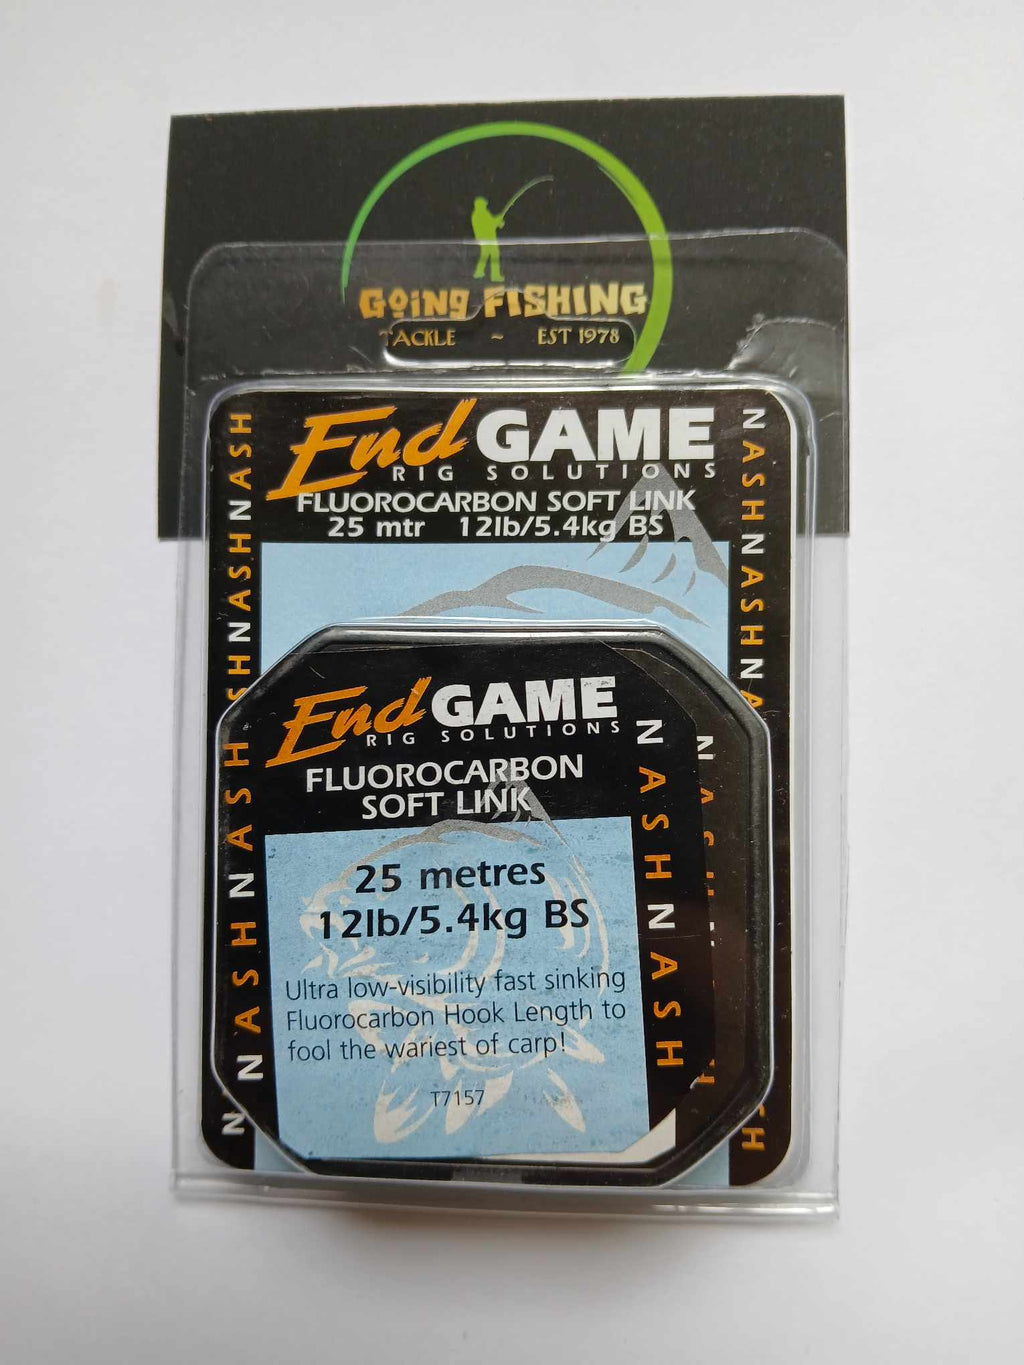 GOING FISHING
TACKLE ~ EST 1978
End GAME
RIG SOLUTIONS
FLUOROCARBON SOFT LINK
25 mtr 12lb/5.4kg BS
NASHNASHNASH
NASHNASHNA
End GAME
RIG SOLUTIONS
FLUOROCARBON
SOFT LINK
25 metres
12lb/5.4kg BS
Ultra low-visibility fast sinking
Fluorocarbon Hook Length to
fool the wariest of carp!
T7157
NASHNASH
NASHNASH